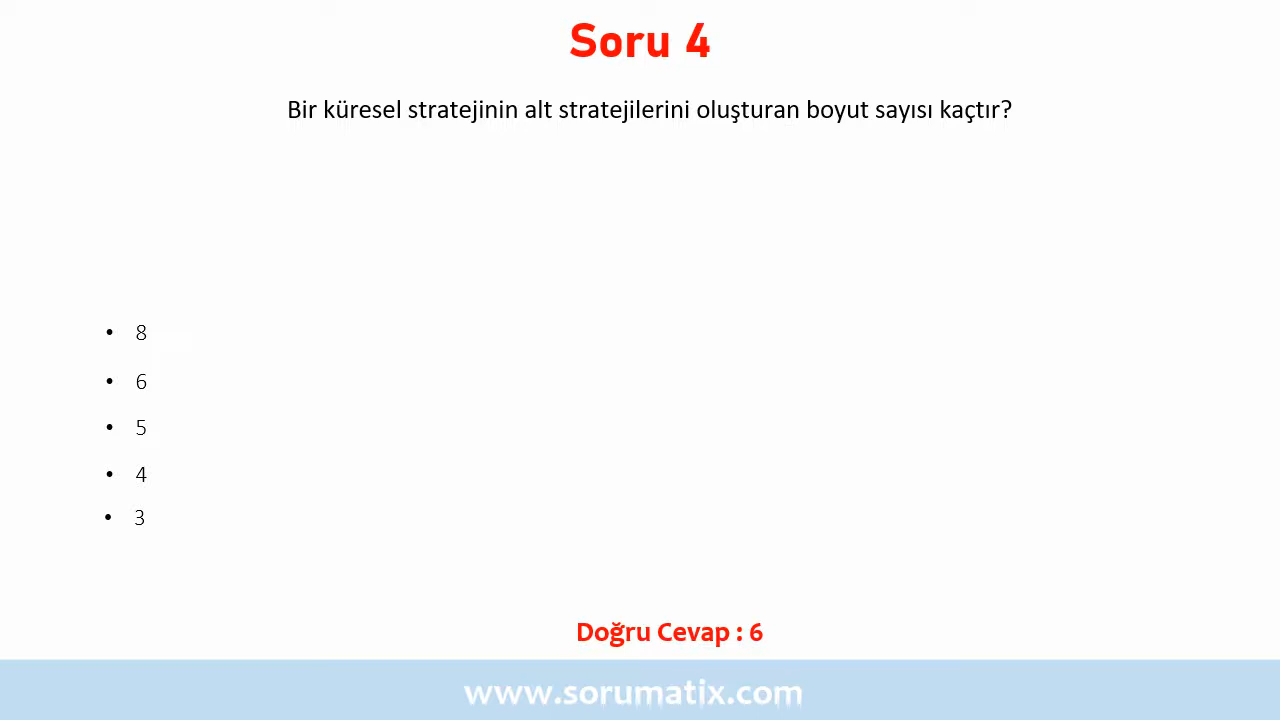 Soru 4
Bir küresel stratejinin alt stratejilerini oluşturan boyut sayısı kaçtır?
• 8
• 6
• 5
• 4
• 3
Doğru Cevap : 6
www.sorumatix.com